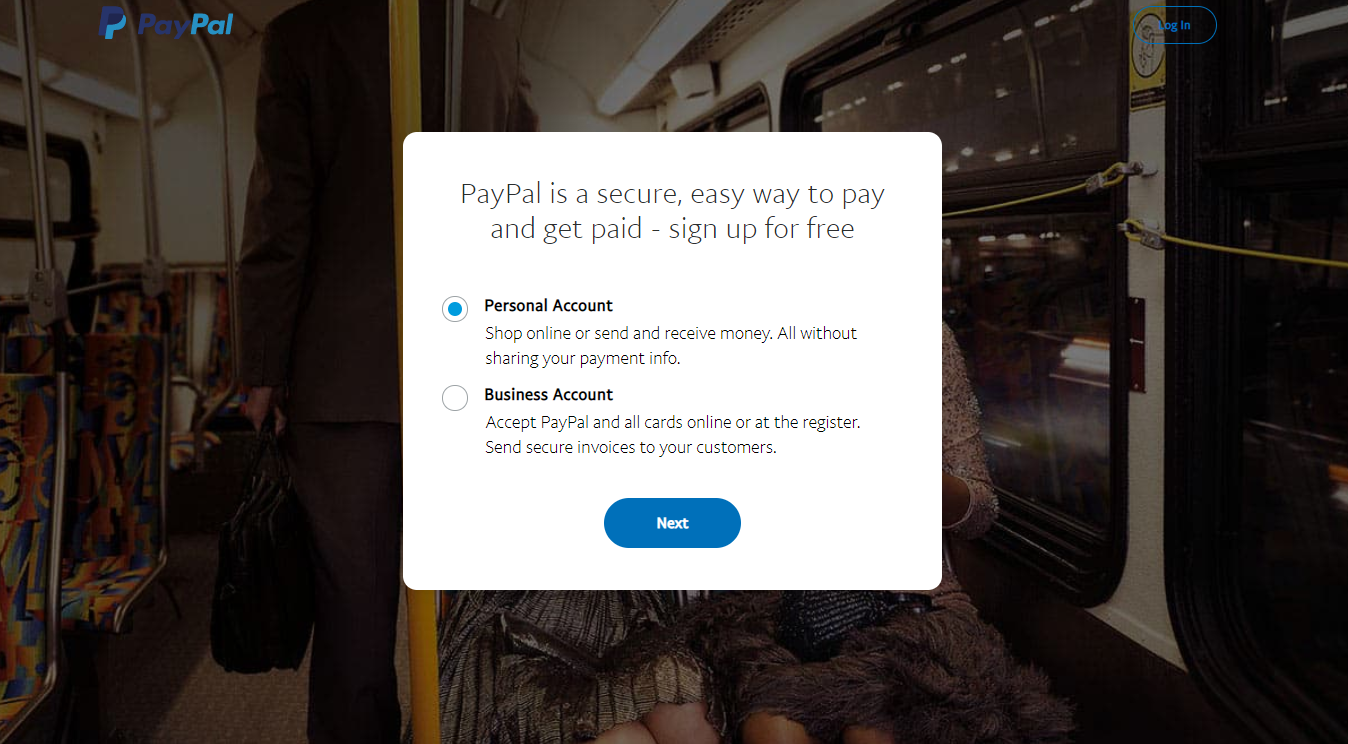 PayPal
Log In
PayPal is a secure, easy way to pay
and get paid - sign up for free
Personal Account
Shop online or send and receive money. All without
sharing your payment info.
Business Account
Accept PayPal and all cards online or at the register.
Send secure invoices to your customers.
Next